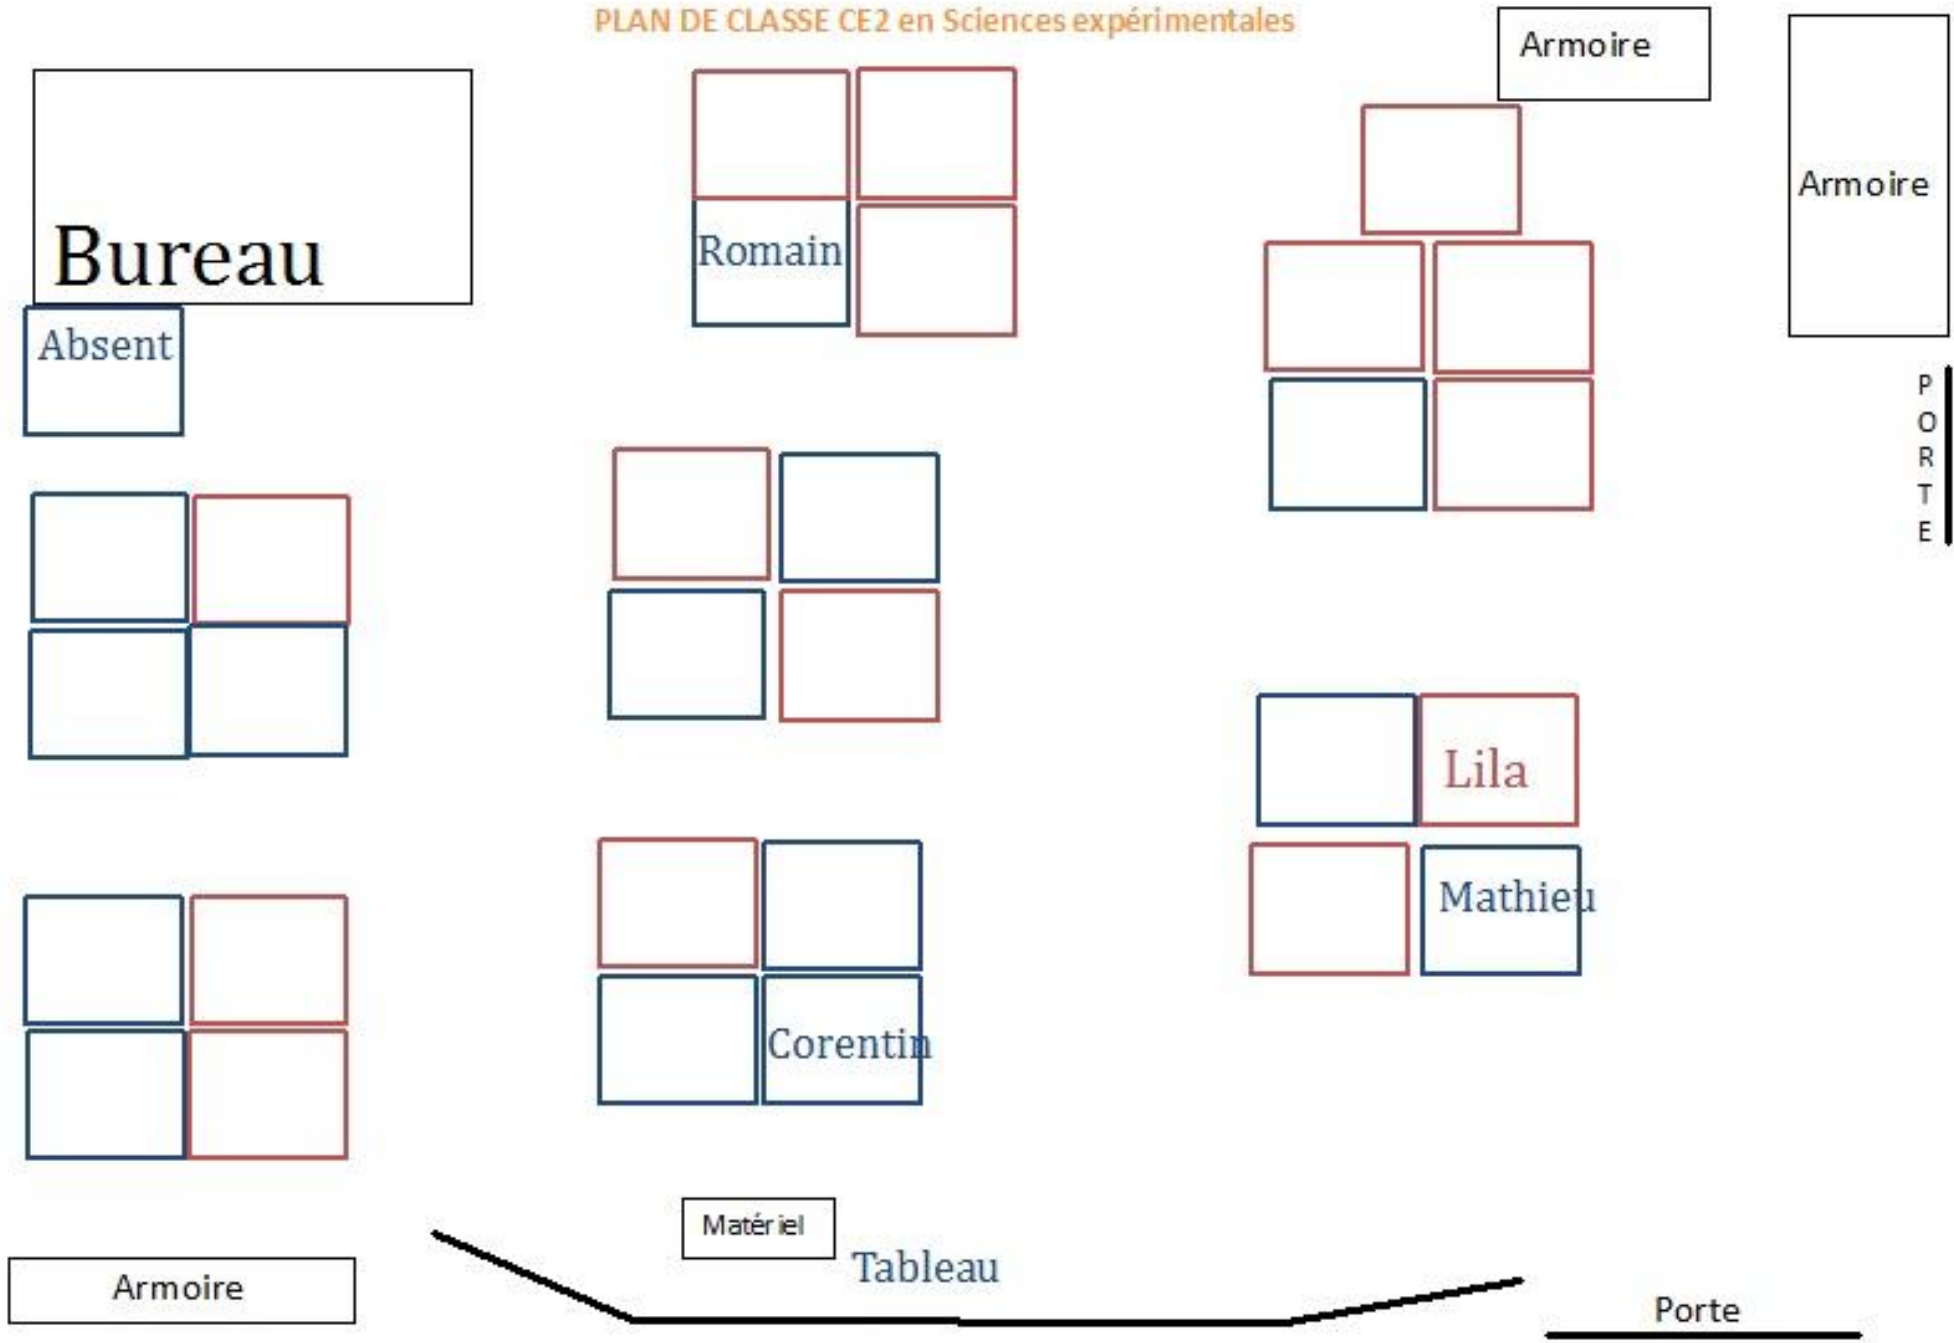 PLAN DE CLASSE CE2 en Sciences expérimentales
Armoire
Armoire
Bureau
Romain
Absent
PORTE
Lila
Mathieu
Corentin
Matériel
Tableau
Armoire
Porte